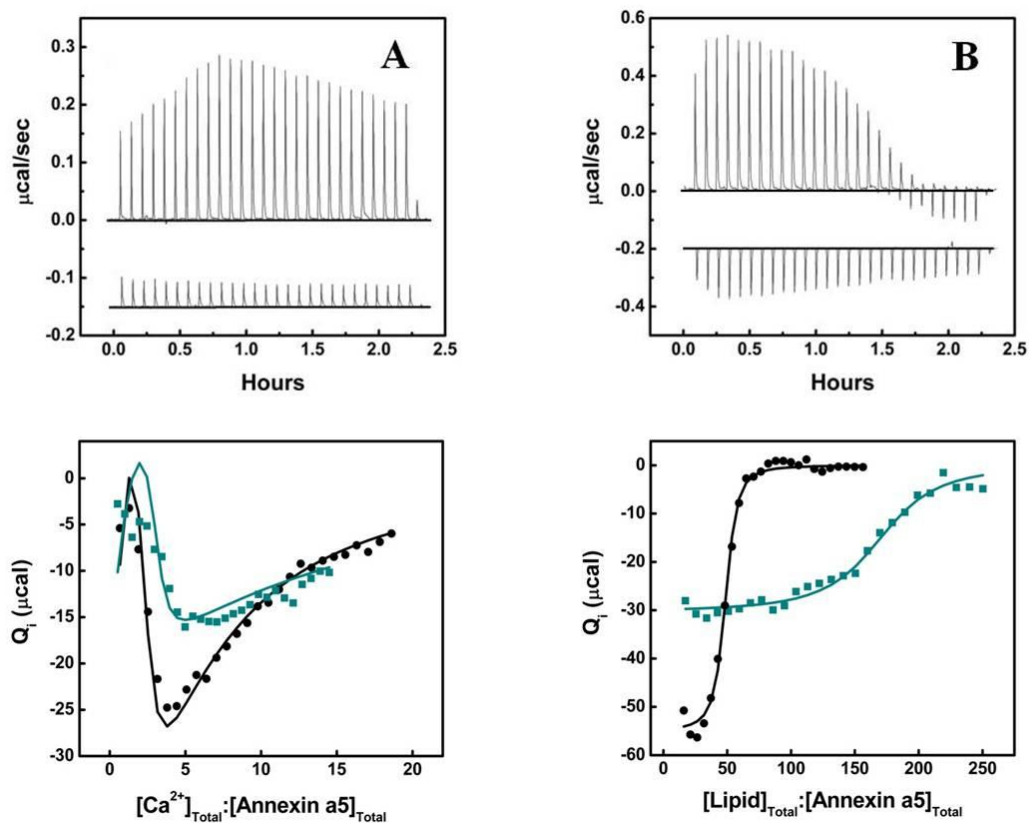 A
μcal/sec
0.3
0.2
0.1
0.0
-0.1
-0.2
0.0 0.5 1.0 1.5 2.0 2.5
Hours
B
μcal/sec
0.6
0.4
0.2
0.0
-0.2
-0.4
0.0 0.5 1.0 1.5 2.0 2.5
Hours
Qi (μcal)
0
-5
-10
-15
-20
-25
-30
0 5 10 15 20
[Ca2+]Total:[Annexin a5]Total
Qi (μcal)
0
-10
-20
-30
-40
-50
-60
0 50 100 150 200 250
[Lipid]Total:[Annexin a5]Total